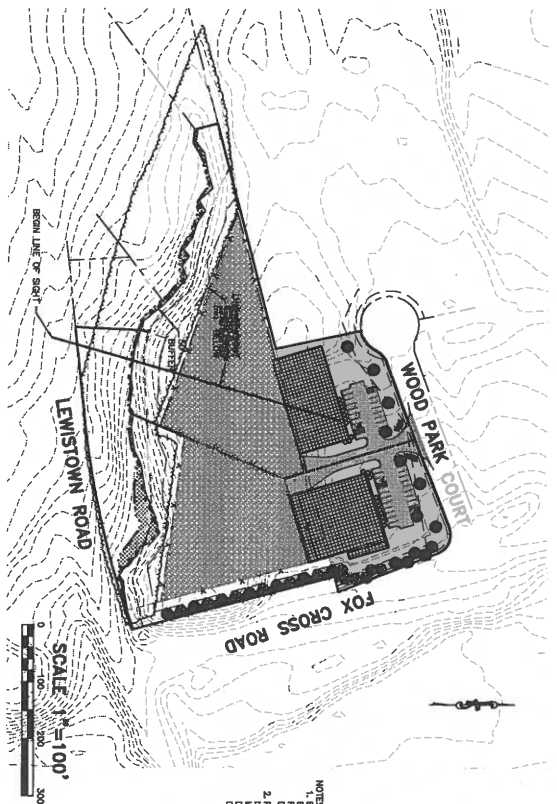 BEGIN LINE OF SIGHT
BUFFER
LEWISTOWN ROAD
WOOD PARK COURT
FOX CROSS ROAD
SCALE 1"=100'
0 100 200 300
NOTES
1.
2.